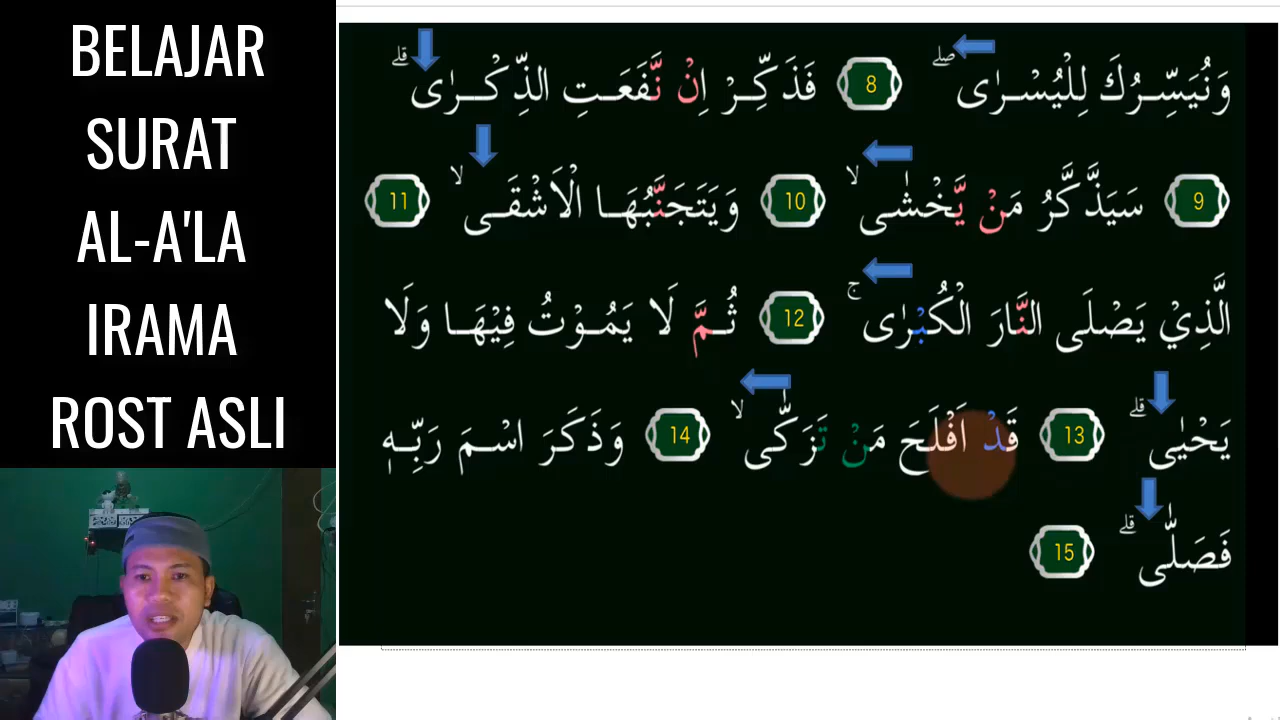 BELAJAR
SURAT
AL-A'LA
IRAMA
ROST ASLI
وَنُيَسِّرُكَ لِلْيُسْرٰى ۖ 8 فَذَكِّرْ اِنْ نَّفَعَتِ الذِّكْرٰى ۗ
9 سَيَذَّكَّرُ مَنْ يَّخْشٰى ۙ 10 وَيَتَجَنَّبُهَا الْاَشْقَى ۙ 11
الَّذِيْ يَصْلَى النَّارَ الْكُبْرٰى ۚ 12 ثُمَّ لَا يَمُوْتُ فِيْهَا وَلَا
يَحْيٰى ۗ 13 قَدْ اَفْلَحَ مَنْ تَزَكّٰى ۙ 14 وَذَكَرَ اسْمَ رَبِّهٖ
فَصَلّٰى ۗ 15